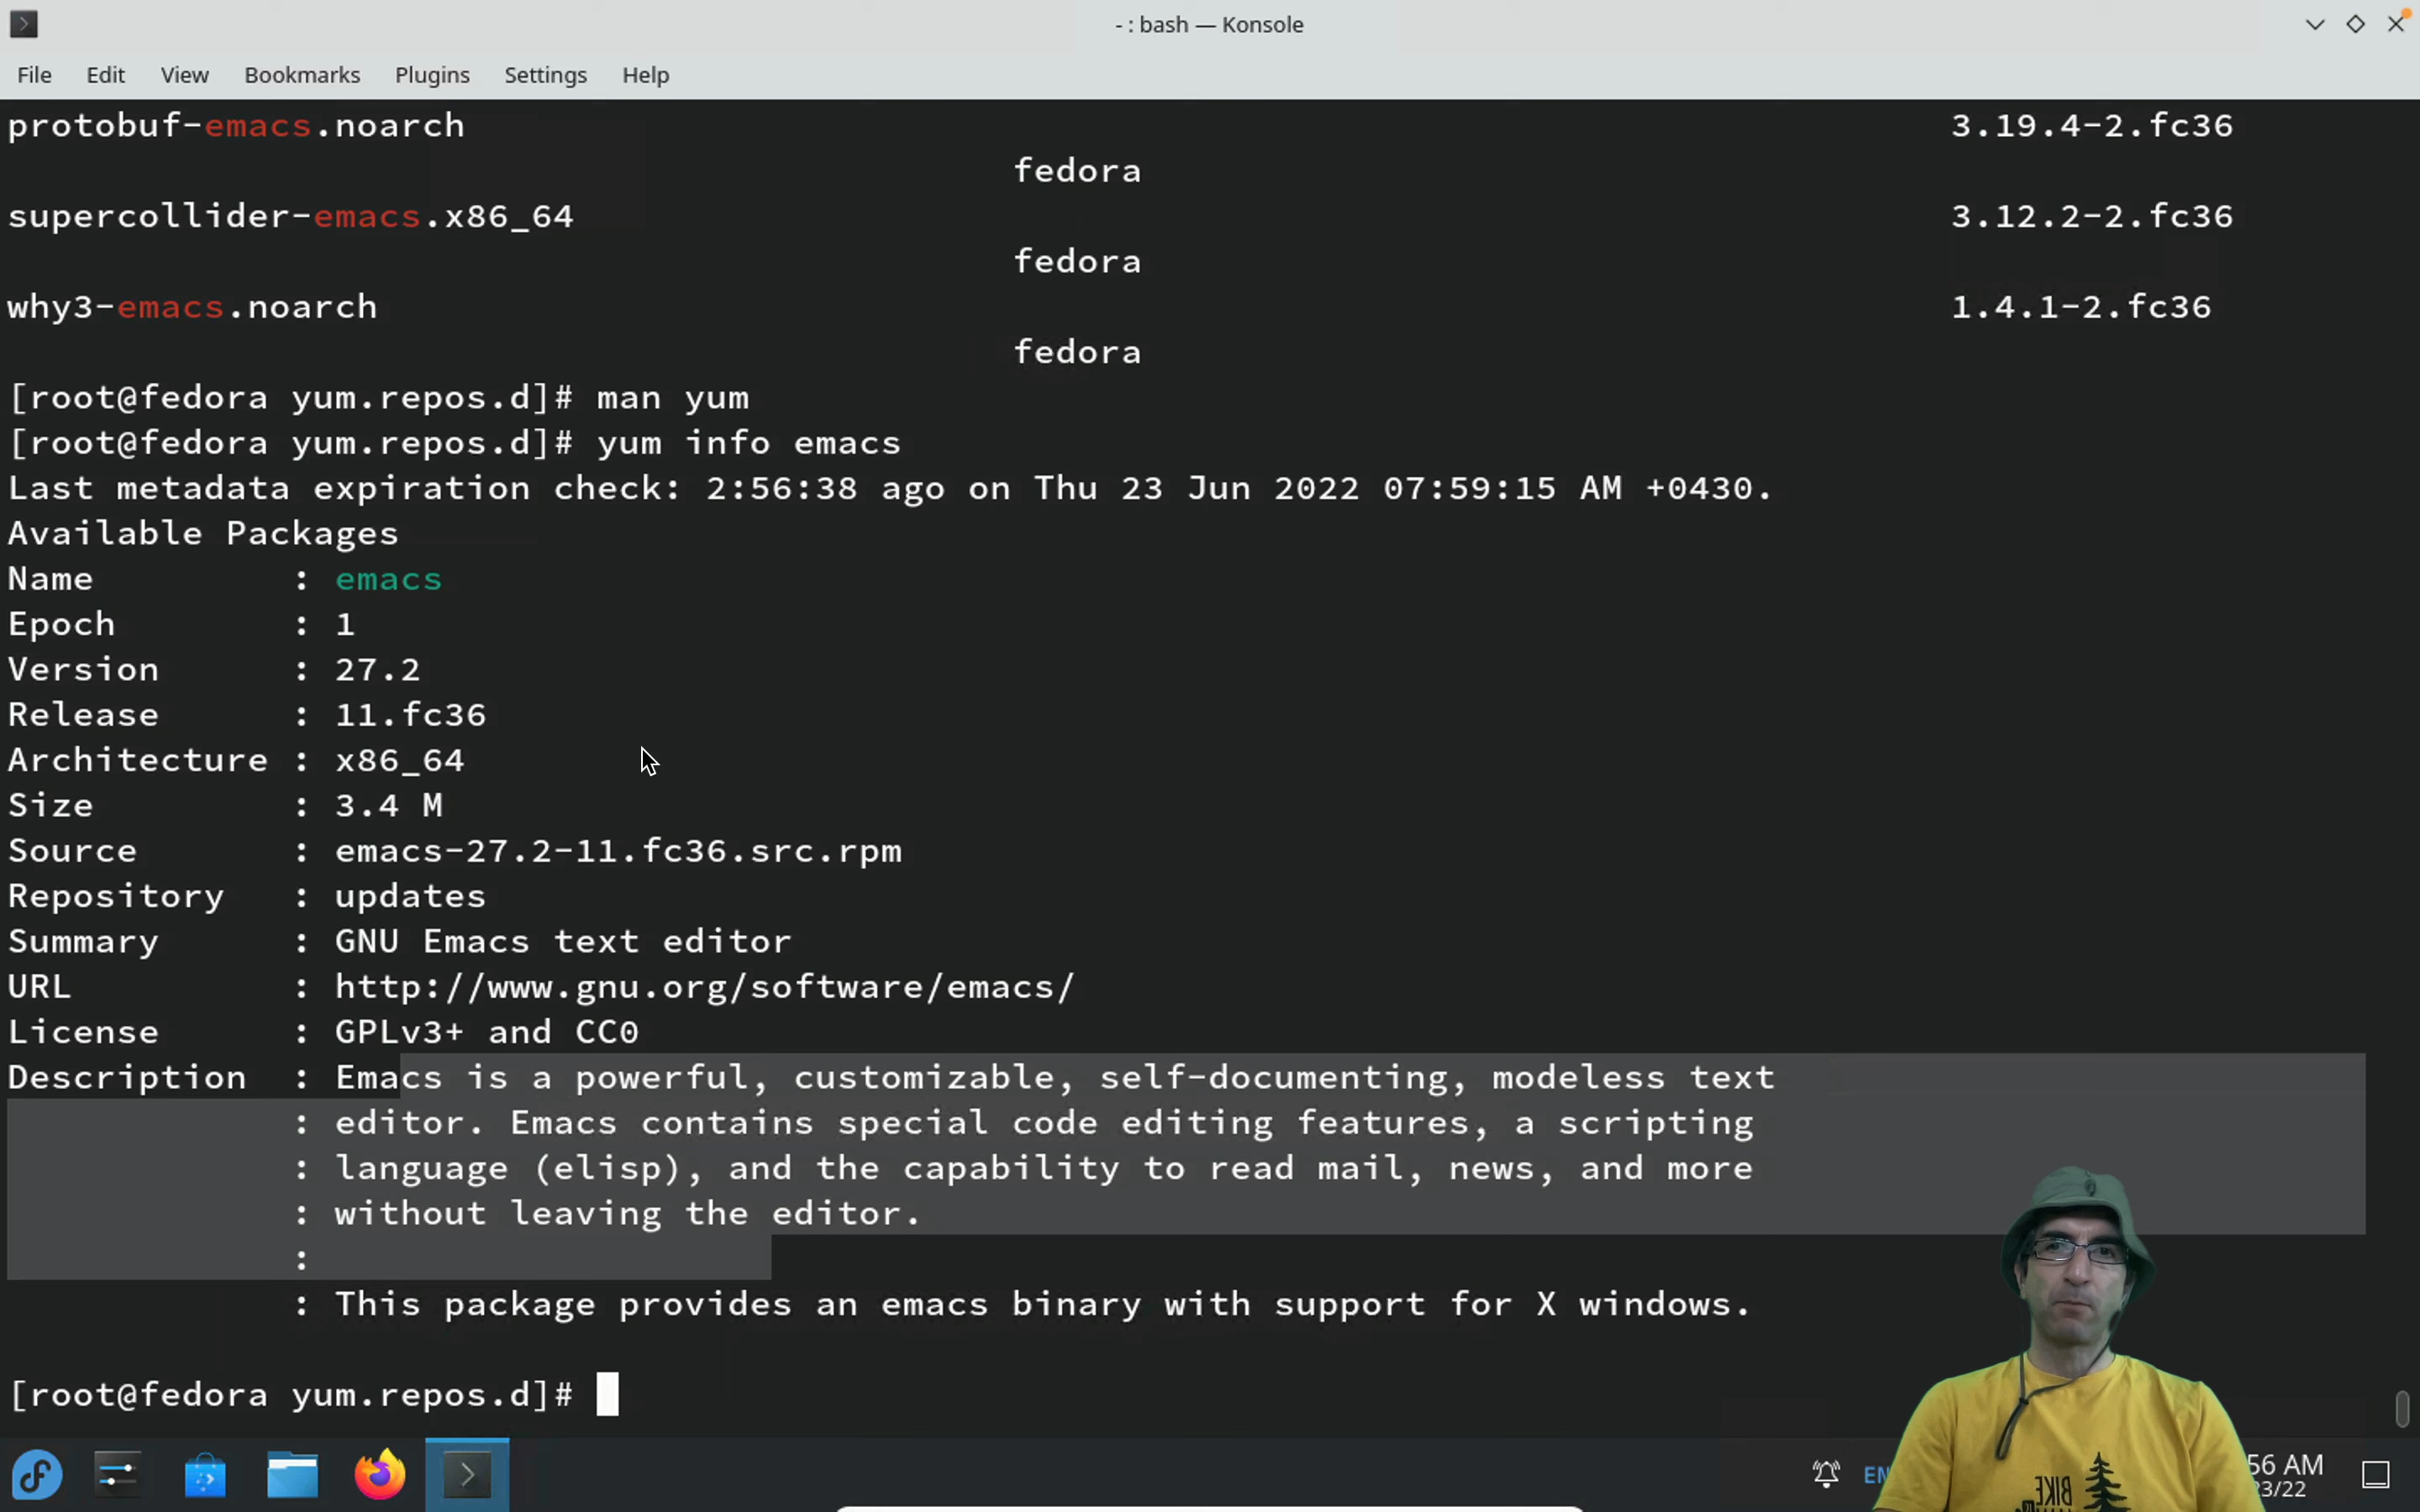 - : bash — Konsole
File Edit View Bookmarks Plugins Settings Help
protobuf-emacs.noarch 3.19.4-2.fc36
fedora
supercollider-emacs.x86_64 3.12.2-2.fc36
fedora
why3-emacs.noarch 1.4.1-2.fc36
fedora
[root@fedora yum.repos.d]# man yum
[root@fedora yum.repos.d]# yum info emacs
Last metadata expiration check: 2:56:38 ago on Thu 23 Jun 2022 07:59:15 AM +0430.
Available Packages
Name : emacs
Epoch : 1
Version : 27.2
Release : 11.fc36
Architecture : x86_64
Size : 3.4 M
Source : emacs-27.2-11.fc36.src.rpm
Repository : updates
Summary : GNU Emacs text editor
URL : http://www.gnu.org/software/emacs/
License : GPLv3+ and CC0
Description : Emacs is a powerful, customizable, self-documenting, modeless text
: editor. Emacs contains special code editing features, a scripting
: language (elisp), and the capability to read mail, news, and more
: without leaving the editor.
:
: This package provides an emacs binary with support for X windows.
[root@fedora yum.repos.d]#
EN
56 AM
3/22
BIKE